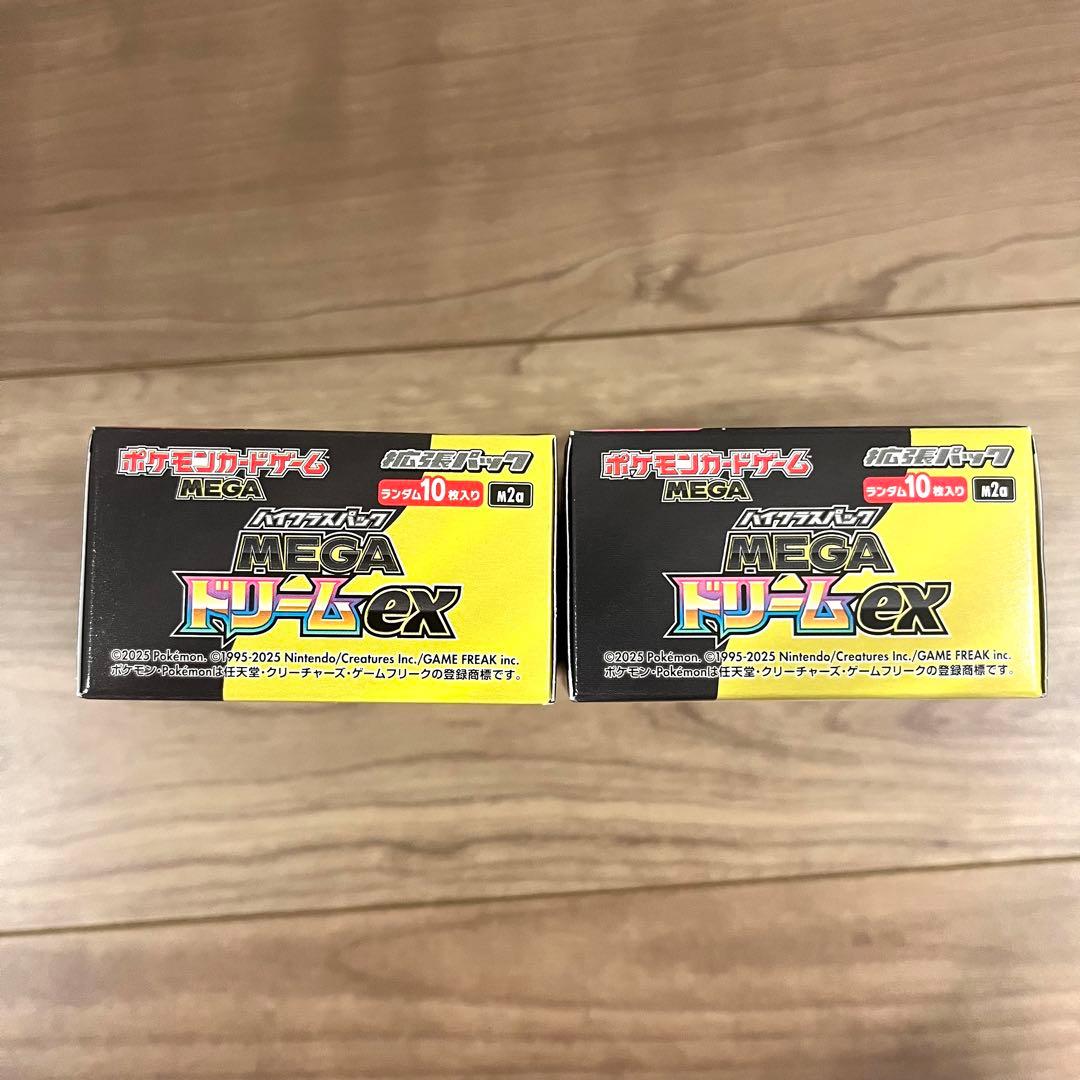 ポケモンカードゲーム
MEGA
拡張パック
ランダム10枚入り
M2a
ハイクラスパック
MEGA
ドリームex
©2025 Pokémon. ©1995-2025 Nintendo/Creatures Inc./GAME FREAK inc.
ポケモン・Pokémonは任天堂・クリーチャーズ・ゲームフリークの登録商標です。
ポケモンカードゲーム
MEGA
拡張パック
ランダム10枚入り
M2a
ハイクラスパック
MEGA
ドリームex
©2025 Pokémon. ©1995-2025 Nintendo/Creatures Inc./GAME FREAK inc.
ポケモン・Pokémonは任天堂・クリーチャーズ・ゲームフリークの登録商標です。